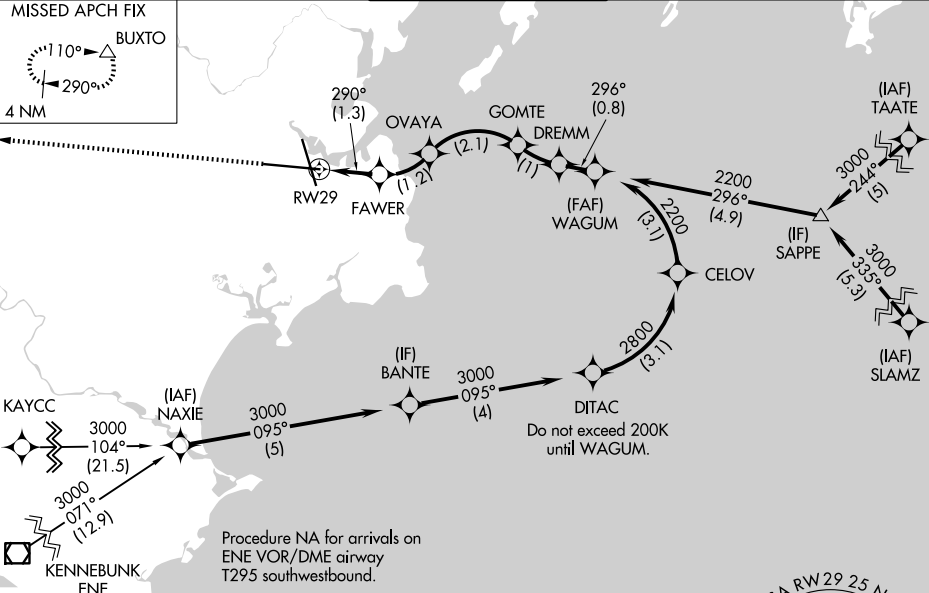 MISSED APCH FIX
BUXTO
110°
290°
4 NM
290°
(1.3)
OVAYA
(2.1)
GOMTE
DREMM
296°
(0.8)
(1)
(1.2)
RW29
FAWER
(FAF)
WAGUM
2200
296°
(4.9)
(IAF)
TAATE
3000
244°
(5)
(IF)
SAPPE
3000
335°
(5.3)
(IAF)
SLAMZ
2200
(3.1)
CELOV
2800
(3.1)
DITAC
Do not exceed 200K
until WAGUM.
(IF)
BANTE
3000
095°
(4)
(IAF)
NAXIE
3000
095°
(5)
KAYCC
3000
104°
(21.5)
3000
071°
(12.9)
KENNEBUNK
ENE
Procedure NA for arrivals on
ENE VOR/DME airway
T295 southwestbound.
RW29 25